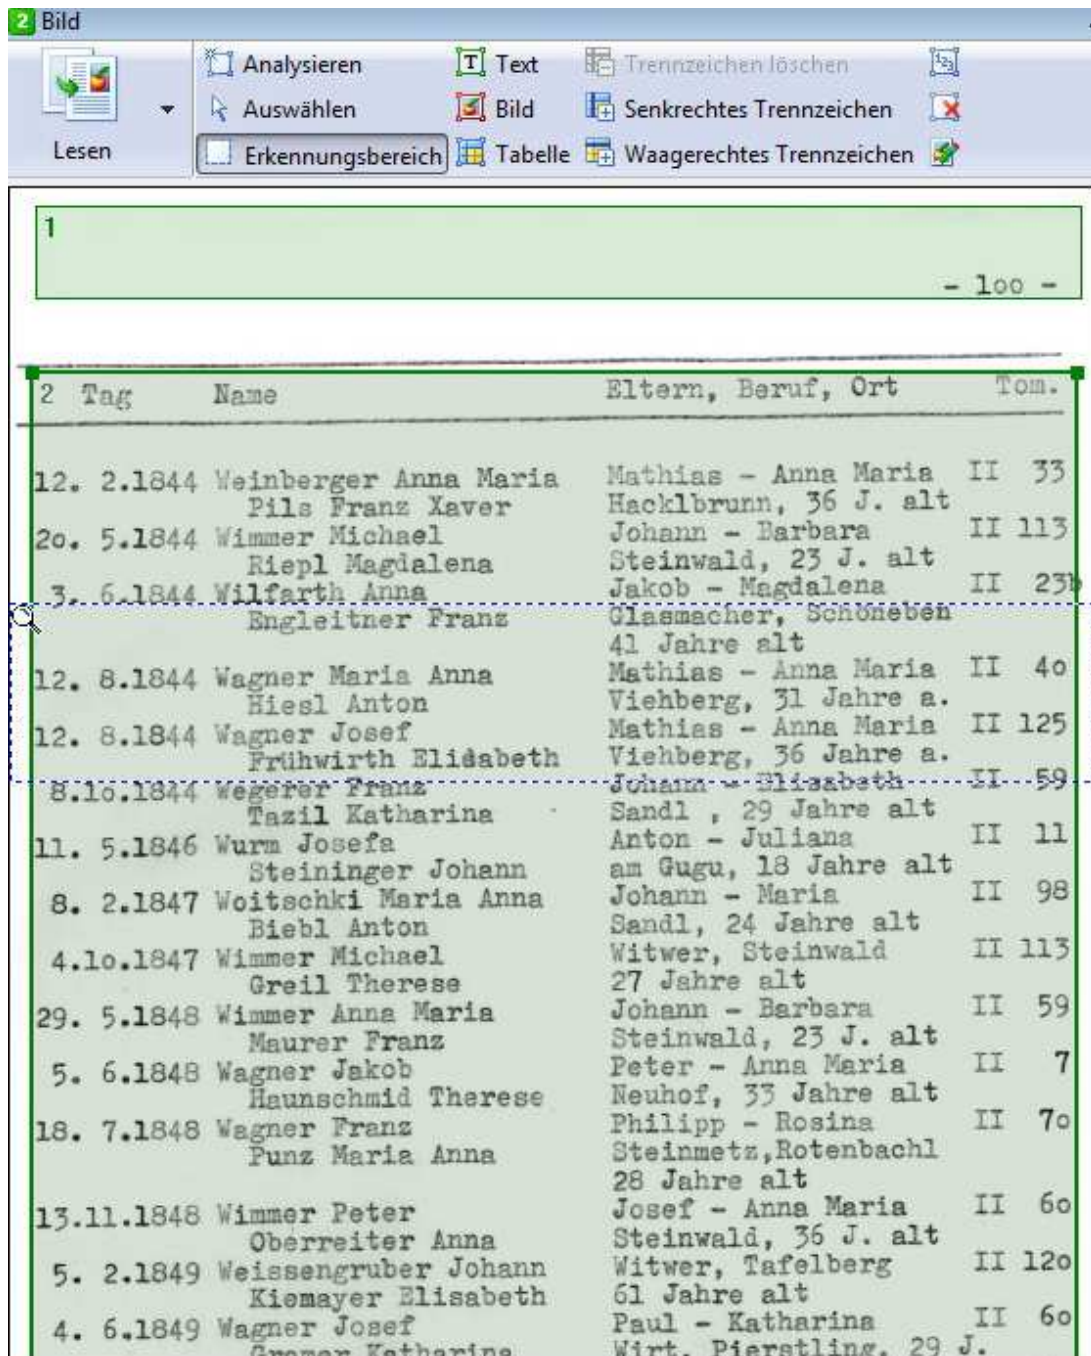 2 Bild
Lesen
Analysieren
Auswählen
Erkennungsbereich
Text
Bild
Tabelle
Trennzeichen löschen
Senkrechtes Trennzeichen
Waagerechtes Trennzeichen
1
- loo -
2 Tag Name Eltern, Beruf, Ort Tom.
12. 2.1844 Weinberger Anna Maria Mathias - Anna Maria II 33
Pils Franz Xaver Hacklbrunn, 36 J. alt
2o. 5.1844 Wimmer Michael Johann - Barbara II 113
Riepl Magdalena Steinwald, 23 J. alt
3. 6.1844 Wilfarth Anna Jakob - Magdalena II 23b
Engleitner Franz Glasmacher, Schöneben
41 Jahre alt
12. 8.1844 Wagner Maria Anna Mathias - Anna Maria II 4o
Hiesl Anton Viehberg, 31 Jahre a.
12. 8.1844 Wagner Josef Mathias - Anna Maria II 125
Frühwirth Elisabeth Viehberg, 36 Jahre a.
8.1o.1844 Wegerer Franz Johann - Elisabeth II 59
Tazil Katharina Sandl , 29 Jahre alt
11. 5.1846 Wurm Josefa Anton - Juliana II 11
Steininger Johann am Gugu, 18 Jahre alt
8. 2.1847 Woitschki Maria Anna Johann - Maria II 98
Biebl Anton Sandl, 24 Jahre alt
4.1o.1847 Wimmer Michael Witwer, Steinwald II 113
Greil Therese 27 Jahre alt
29. 5.1848 Wimmer Anna Maria Johann - Barbara II 59
Maurer Franz Steinwald, 23 J. alt
5. 6.1848 Wagner Jakob Peter - Anna Maria II 7
Haunschmid Therese Neuhof, 33 Jahre alt
18. 7.1848 Wagner Franz Philipp - Rosina II 7o
Punz Maria Anna Steinmetz,Rotenbachl
28 Jahre alt
13.11.1848 Wimmer Peter Josef - Anna Maria II 6o
Oberreiter Anna Steinwald, 36 J. alt
5. 2.1849 Weissengruber Johann Witwer, Tafelberg II 12o
Kiemayer Elisabeth 61 Jahre alt
4. 6.1849 Wagner Josef Paul - Katharina II 6o
Katharina Wirt, Pierstling, 29 J.